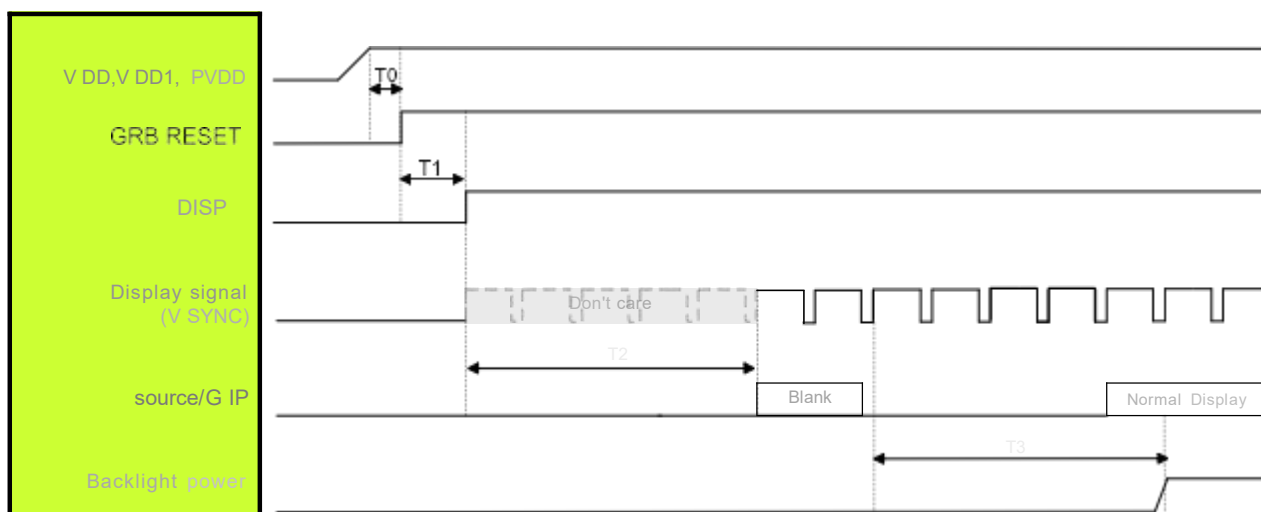 V DD,V DD1, PVDD
T0
GRB RESET
T1
DISP
Display signal
(V SYNC)
Don't care
T2
source/G IP
Blank
Normal Display
T3
Backlight power